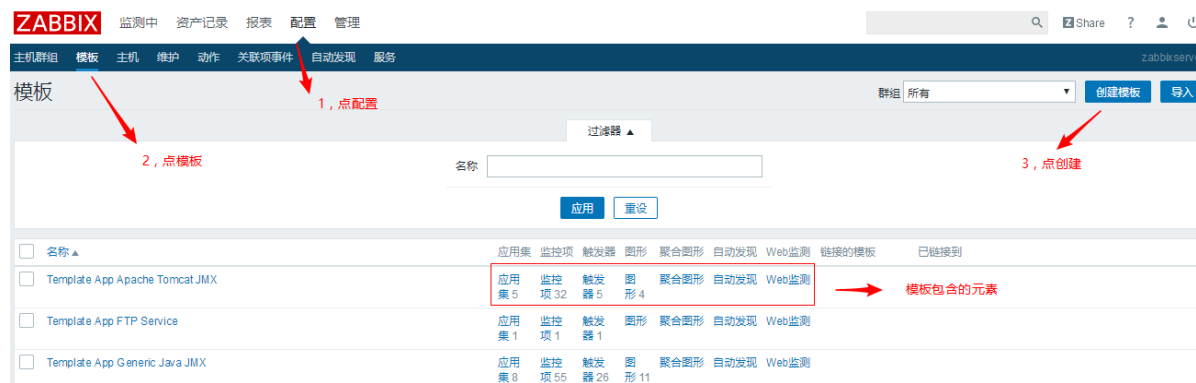 ZABBIX 监测中 资产记录 报表 配置 管理 Z Share ?
主机群组 模板 主机 维护 动作 关联项事件 自动发现 服务 zabbixserv
模板 群组 所有 创建模板 导入
1，点配置
过滤器
2，点模板 名称 3，点创建
应用 重设
名称 应用集 监控项 触发器 图形 聚合图形 自动发现 Web监测 链接的模板 已链接到
Template App Apache Tomcat JMX 应用 监控 触发 图 聚合图形 自动发现 Web监测
集 5 项 32 器 5 形 4
模板包含的元素
Template App FTP Service 应用 监控 触发 图形 聚合图形 自动发现 Web监测
集 1 项 1 器 1
Template App Generic Java JMX 应用 监控 触发 图 聚合图形 自动发现 Web监测
集 8 项 55 器 26 形 11